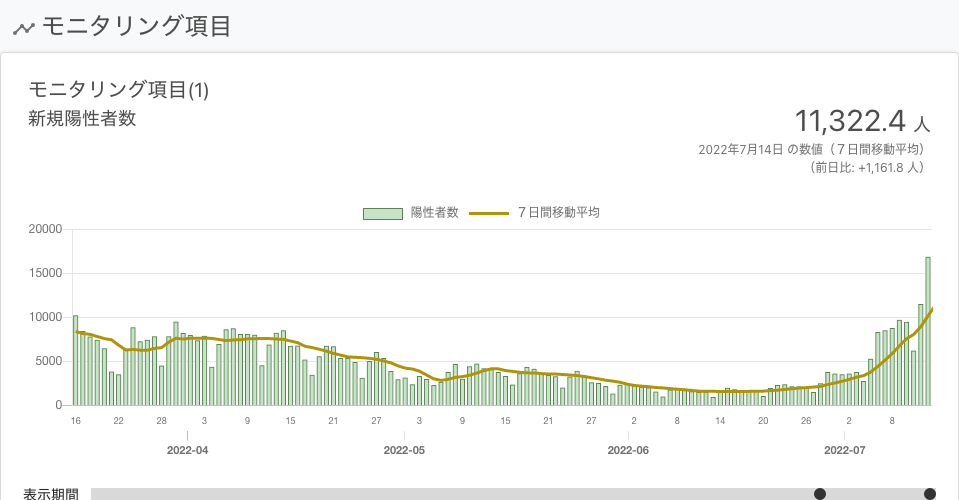 モニタリング項目
モニタリング項目(1)
新規陽性者数
11,322.4 人
2022年7月14日 の数値（７日間移動平均）
（前日比: +1,161.8 人）
陽性者数 ７日間移動平均
20000
15000
10000
5000
0
16 22 28 3 9 15 21 27 3 9 15 21 27 2 8 14 20 26 2 8
2022-04 2022-05 2022-06 2022-07
表示期間